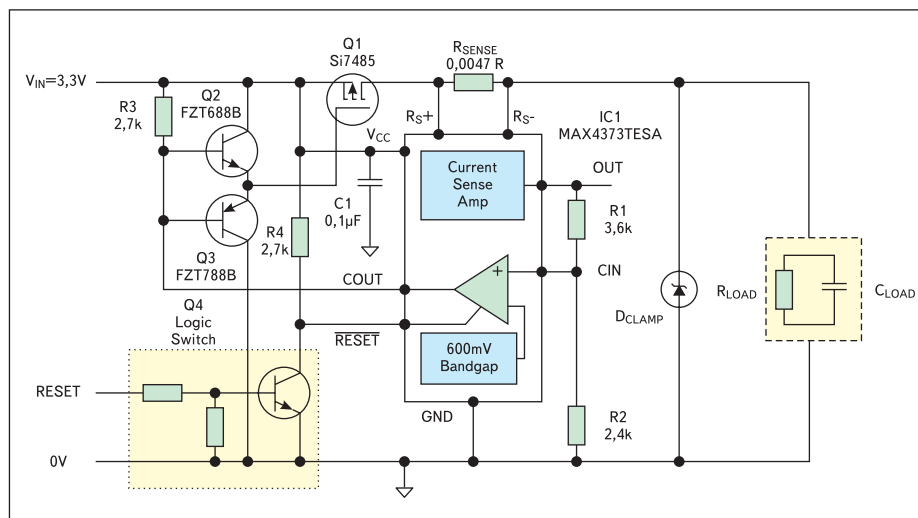 Q1
Si7485
R_SENSE
0,0047 R
V_IN=3,3V
R3
2,7k
Q2
FZT688B
R_S+
R_S-
IC1
MAX4373TESA
V_CC
Current
Sense
Amp
OUT
C1
0,1µF
R1
3,6k
Q3
FZT788B
R4
2,7k
COUT
+
CIN
R_LOAD
C_LOAD
D_CLAMP
Q4
Logic
Switch
RESET
600mV
Bandgap
RESET
GND
R2
2,4k
0V